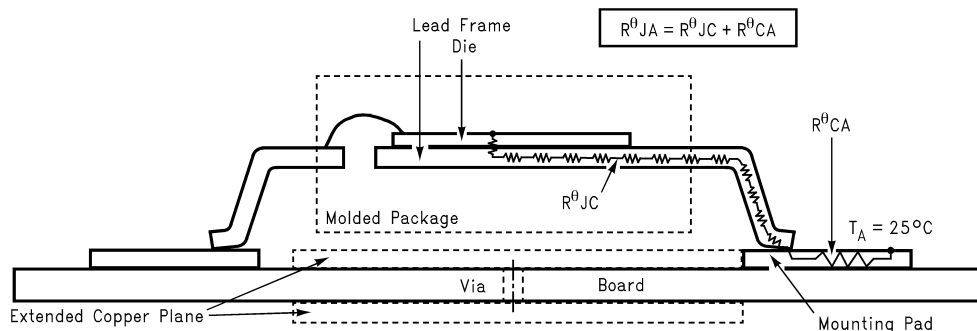 Lead Frame
Die
RθJA = RθJC + RθCA
RθCA
RθJC
Molded Package
TA = 25°C
Via
Board
Extended Copper Plane
Mounting Pad